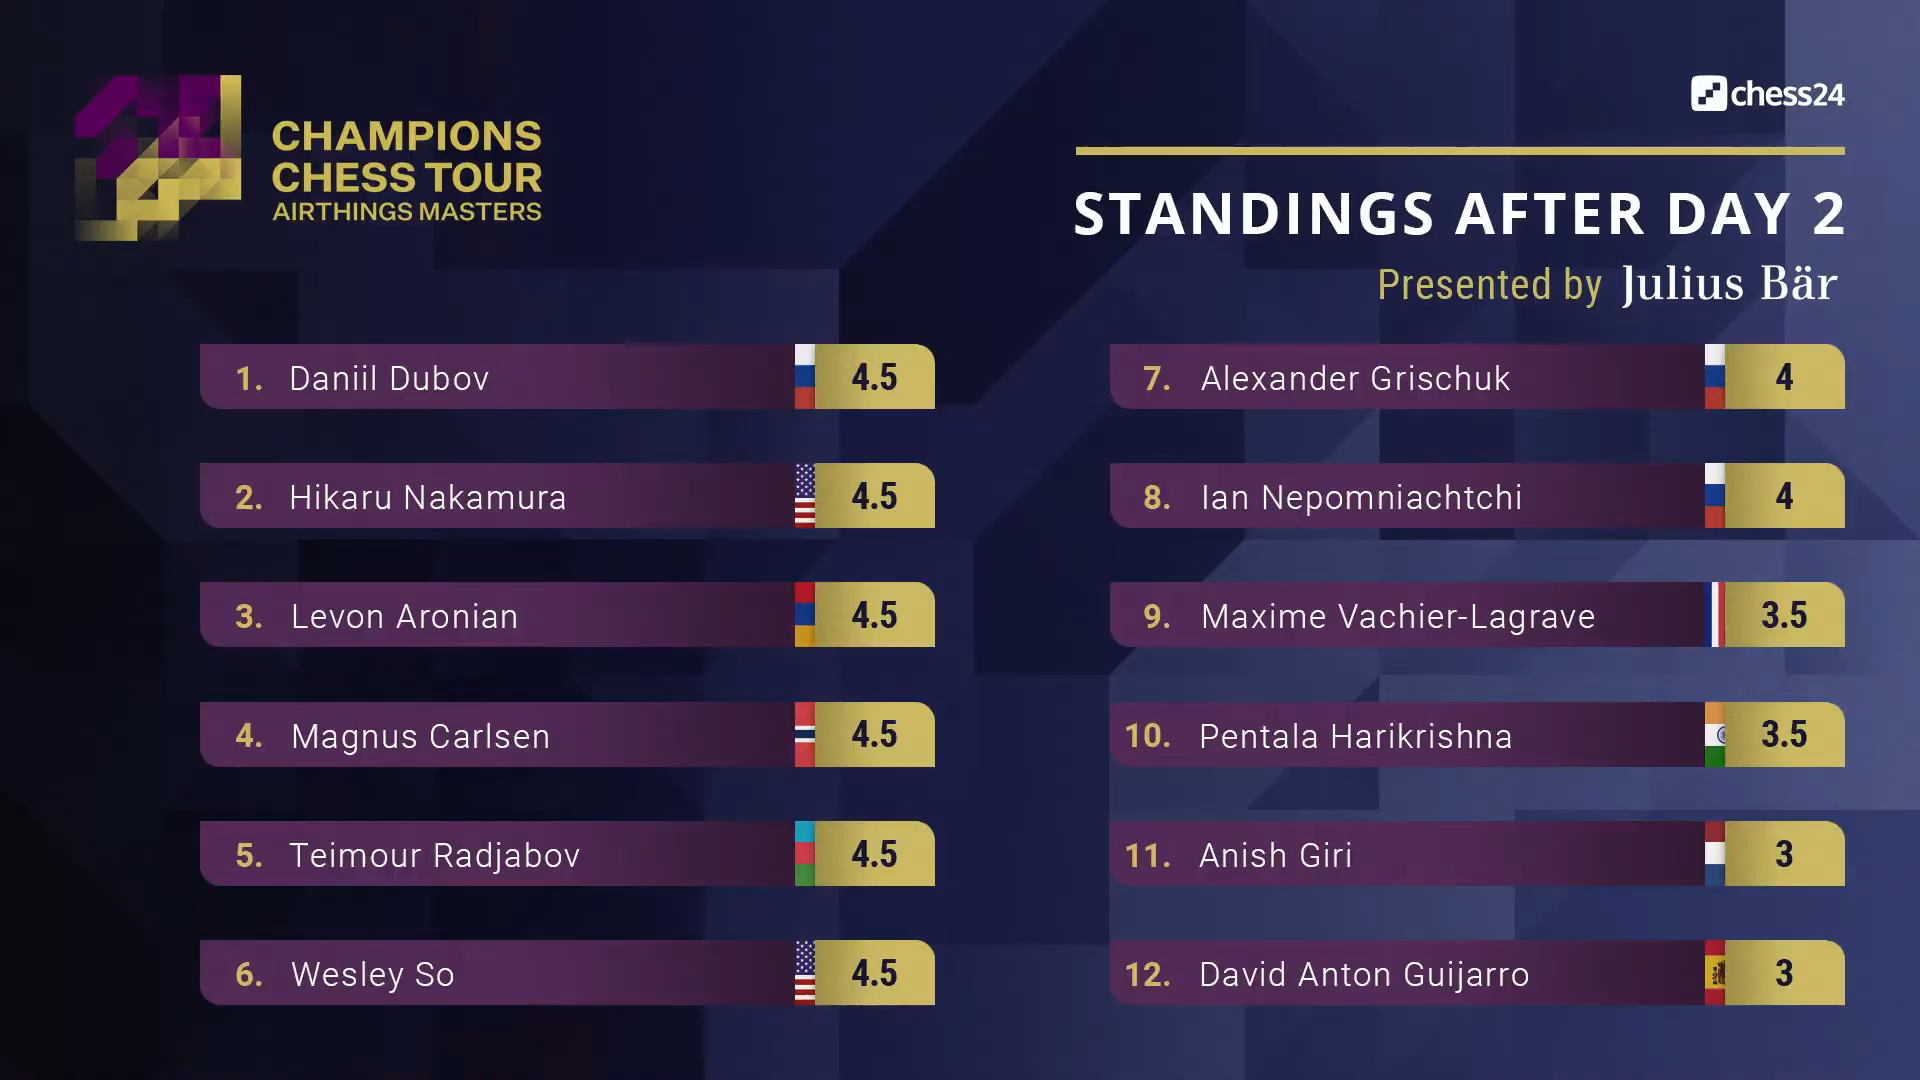 CHAMPIONS
CHESS TOUR
AIRTHINGS MASTERS
chess24
STANDINGS AFTER DAY 2
Presented by Julius Bär
1. Daniil Dubov 4.5
2. Hikaru Nakamura 4.5
3. Levon Aronian 4.5
4. Magnus Carlsen 4.5
5. Teimour Radjabov 4.5
6. Wesley So 4.5
7. Alexander Grischuk 4
8. Ian Nepomniachtchi 4
9. Maxime Vachier-Lagrave 3.5
10. Pentala Harikrishna 3.5
11. Anish Giri 3
12. David Anton Guijarro 3